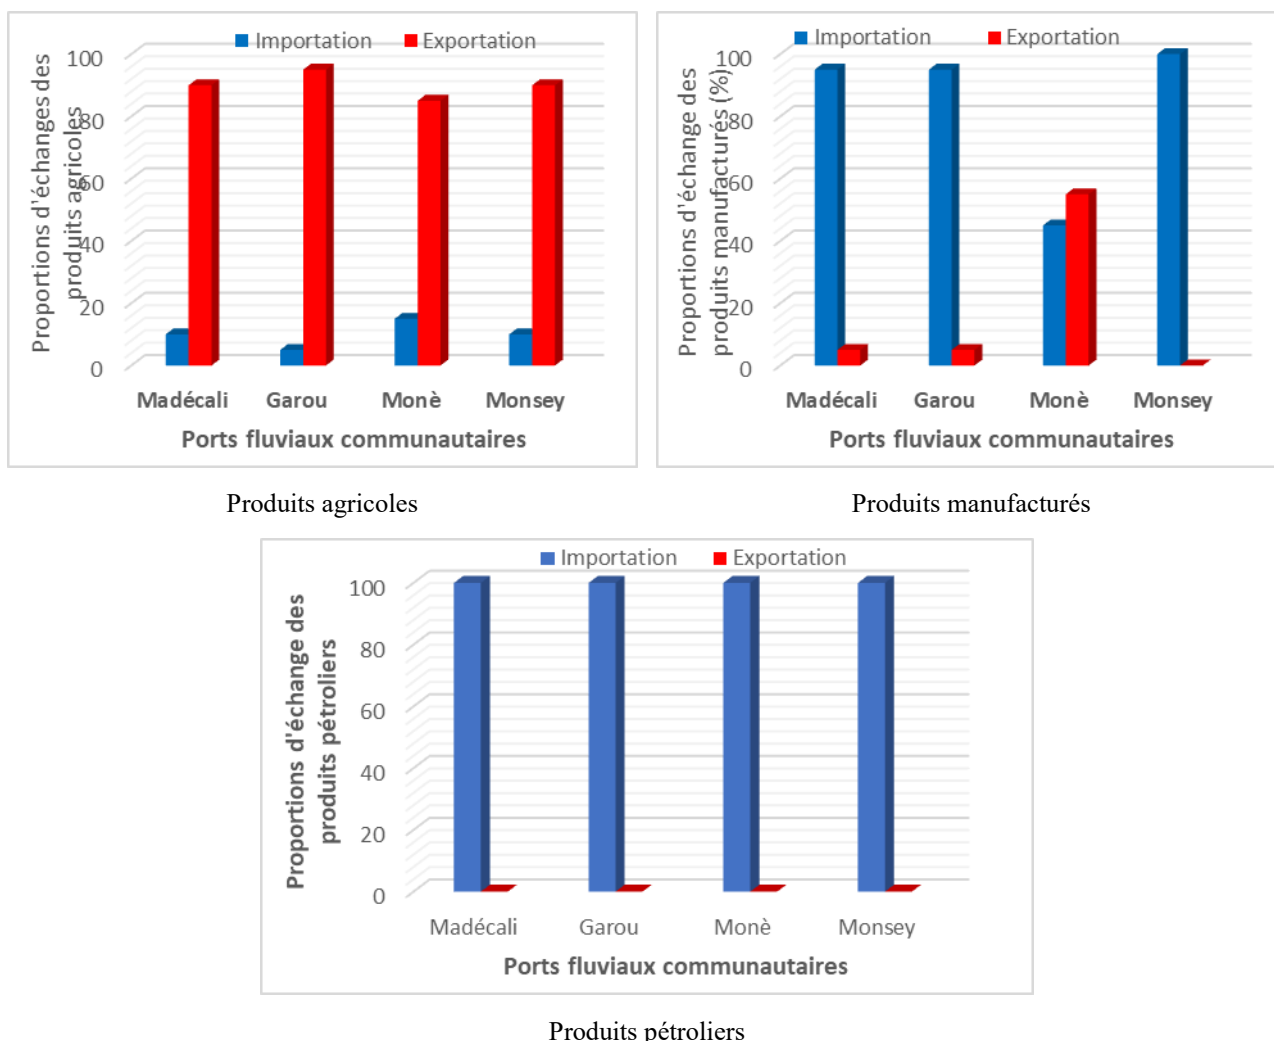 Importation Exportation
Proportions d'échanges des
produits agricoles
100
80
60
40
20
0
Madécali Garou Monè Monsey
Ports fluviaux communautaires
Produits agricoles
Importation Exportation
Proportions d'échange des
produits manufacturés (%)
100
80
60
40
20
0
Madécali Garou Monè Monsey
Ports fluviaux communautaires
Produits manufacturés
Importation Exportation
Proportions d'échange des
produits pétroliers
100
80
60
40
20
0
Madécali Garou Monè Monsey
Ports fluviaux communautaires
Produits pétroliers